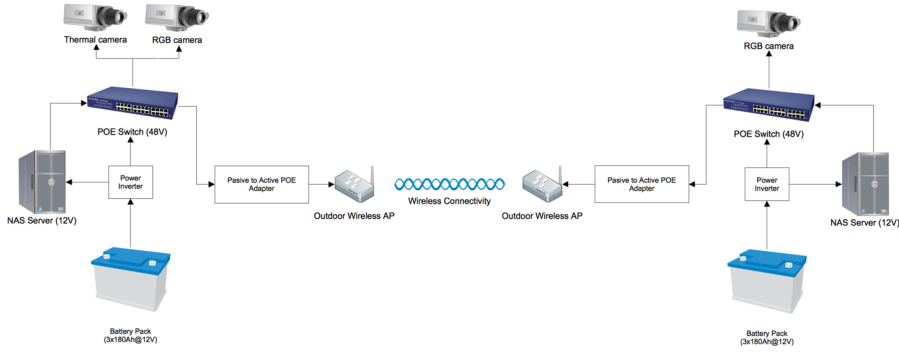 Thermal camera
RGB camera
RGB camera
POE Switch (48V)
POE Switch (48V)
Power
Inverter
Pasive to Active POE
Adapter
Pasive to Active POE
Adapter
Power
Inverter
NAS Server (12V)
Outdoor Wireless AP
Wireless Connectivity
Outdoor Wireless AP
NAS Server (12V)
Battery Pack
(3x180Ah@12V)
Battery Pack
(3x180Ah@12V)